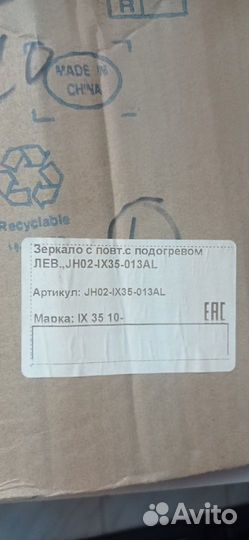 R
MADE IN
CHINA
Recyclable
Зеркало с повт.с подогревом
ЛЕВ.,JH02-IX35-013AL
Артикул: JH02-IX35-013AL
EAC
Марка: IX 35 10-
Avito